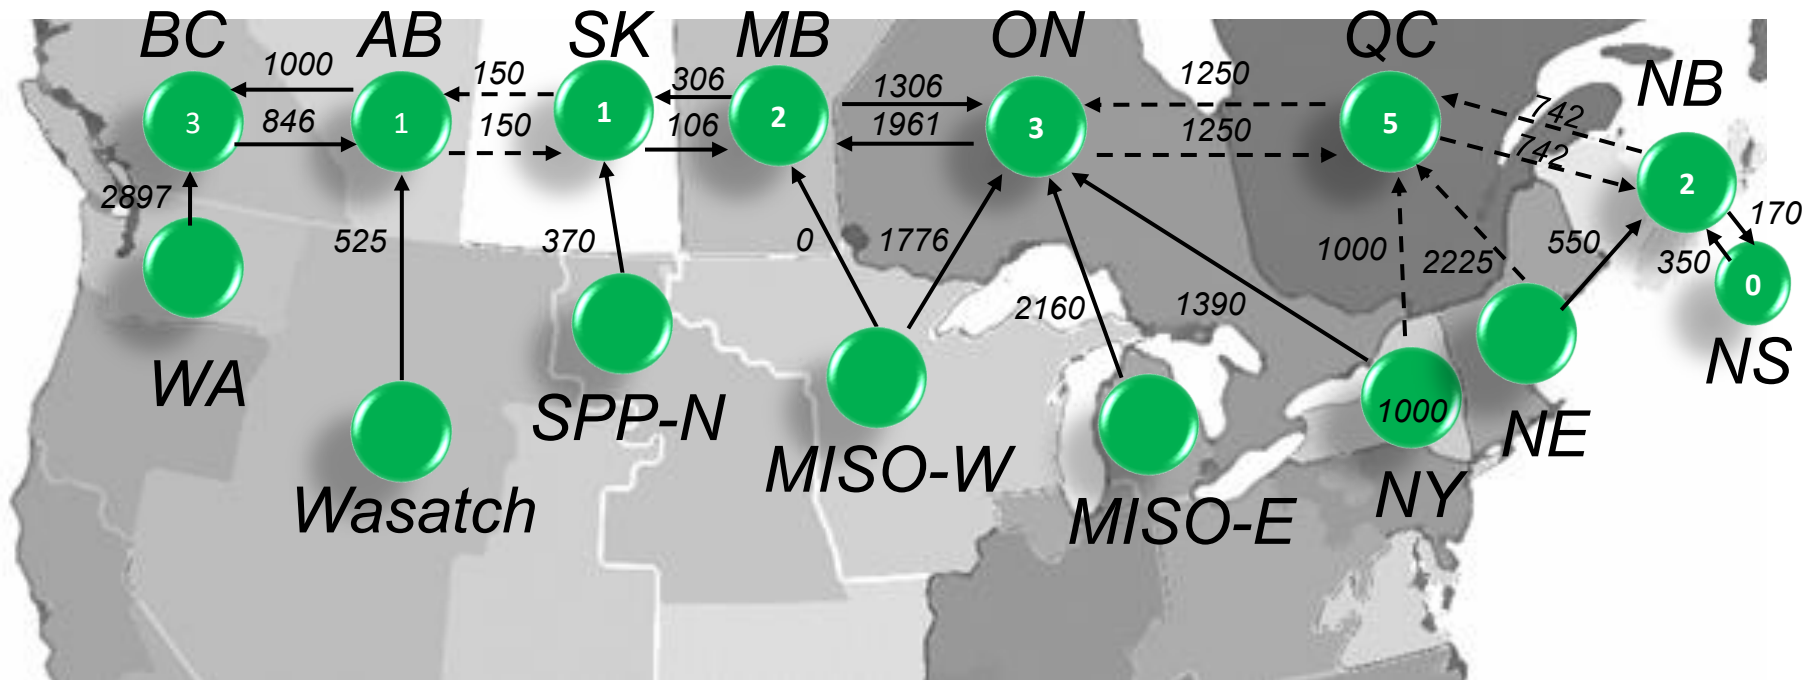 BC AB SK MB ON QC NB
1000 150 306 1306 1250 742
3 1 1 2 3 5 2
846 150 106 1961 1250 742
2897 525 370 0 1776 1000 2225 550 350 170
0
2160 1390
WA NS
1000
SPP-N NE
MISO-W NY
Wasatch MISO-E